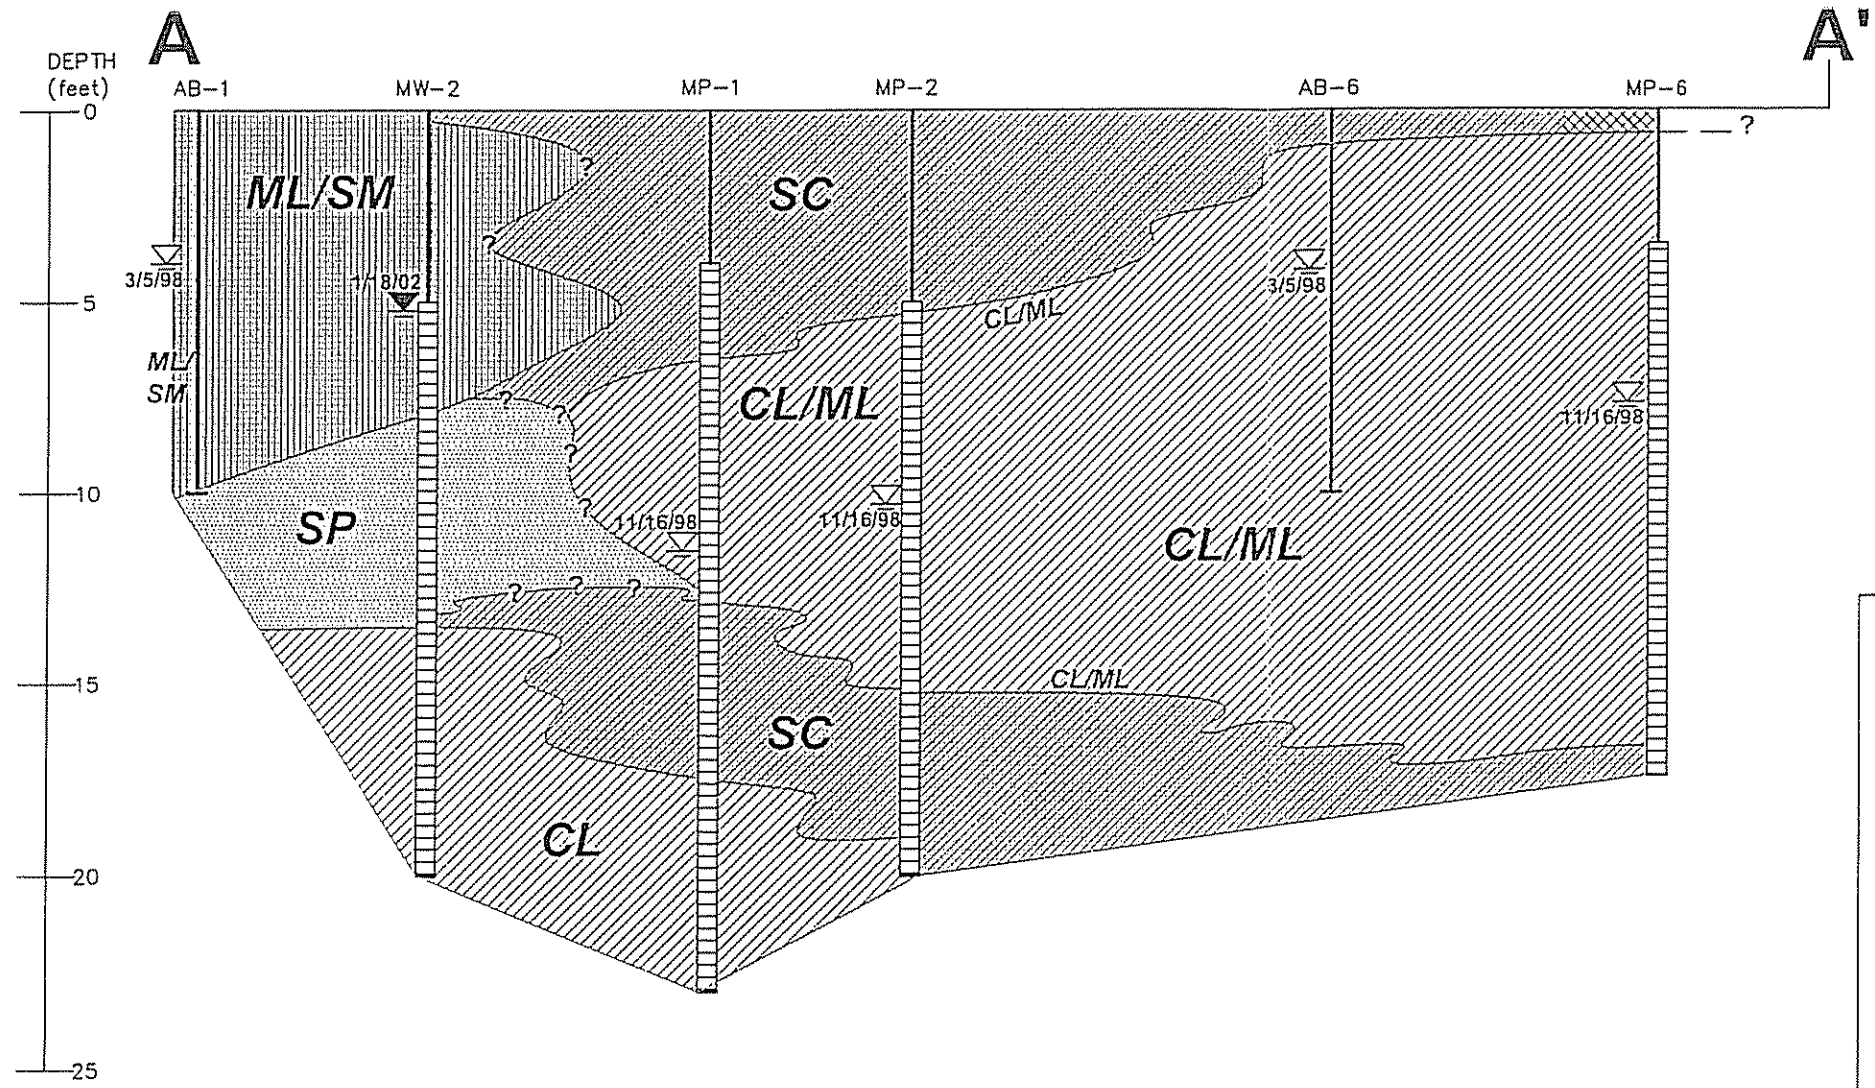 A A'
DEPTH
(feet)
AB-1 MW-2 MP-1 MP-2 AB-6 MP-6
0
?
?
ML/SM
SC
?
3/5/98
1/18/02
3/5/98
5
CL/ML
ML/
SM
CL/ML
?
?
11/16/98
?
10
?
SP
11/16/98
11/16/98
CL/ML
? ? ?
15
CL/ML
SC
CL
20
25